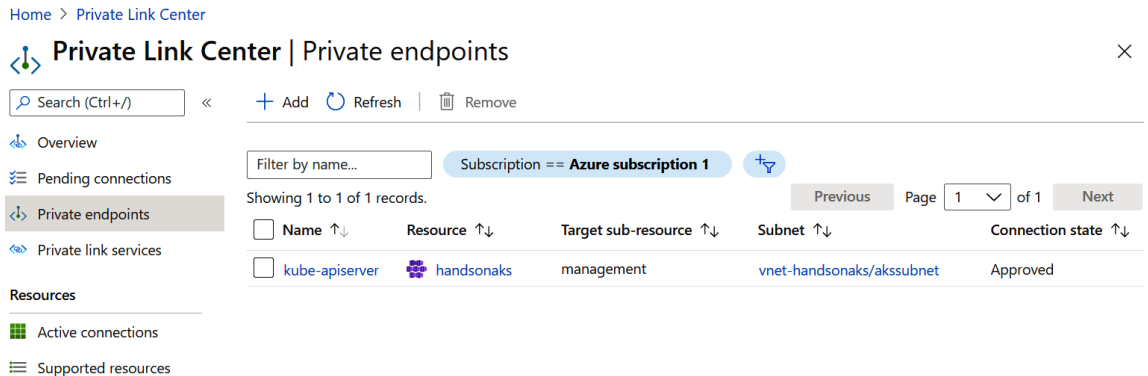 Home > Private Link Center
Private Link Center | Private endpoints
Search (Ctrl+/)
Add Refresh Remove
Overview
Pending connections
Private endpoints
Private link services
Resources
Active connections
Supported resources
Filter by name... Subscription == Azure subscription 1
Showing 1 to 1 of 1 records. Previous Page 1 of 1 Next
Name Resource Target sub-resource Subnet Connection state
kube-apiserver handsonaks management vnet-handsonaks/akssubnet Approved